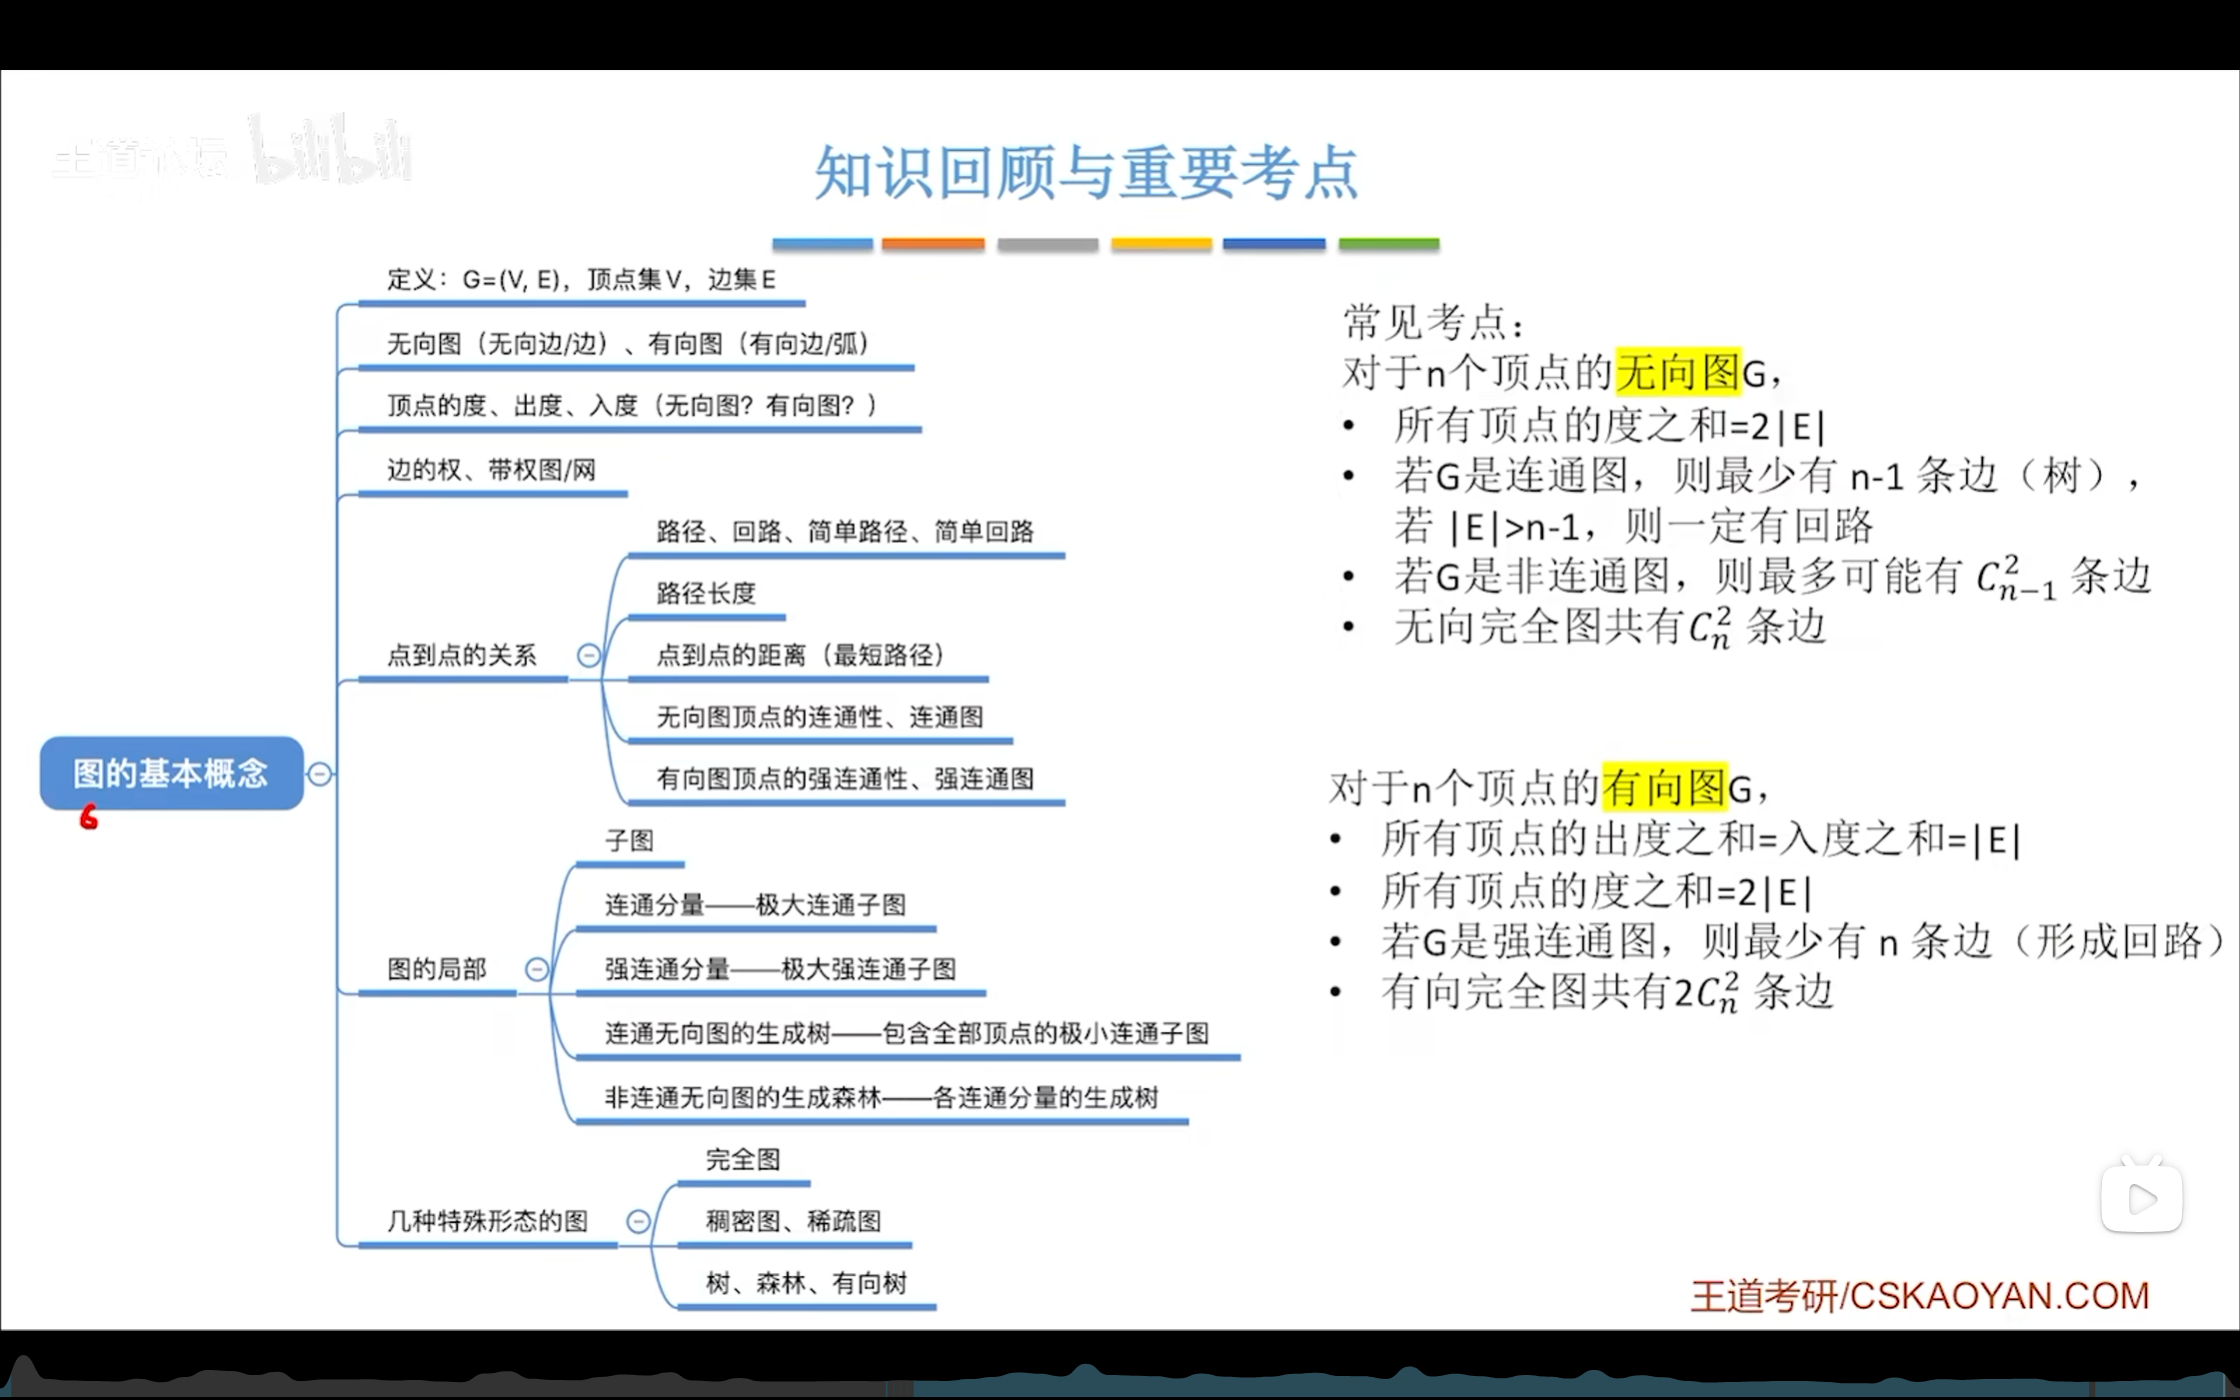 王道论坛 bilibili
知识回顾与重要考点
定义：G=(V, E)，顶点集 V，边集 E
无向图（无向边/边）、有向图（有向边/弧）
顶点的度、出度、入度（无向图？有向图？）
边的权、带权图/网
点到点的关系
路径、回路、简单路径、简单回路
路径长度
点到点的距离（最短路径）
无向图顶点的连通性、连通图
有向图顶点的强连通性、强连通图
图的基本概念
6
图的局部
子图
连通分量——极大连通子图
强连通分量——极大强连通子图
连通无向图的生成树——包含全部顶点的极小连通子图
非连通无向图的生成森林——各连通分量的生成树
几种特殊形态的图
完全图
稠密图、稀疏图
树、森林、有向树
常见考点：
对于n个顶点的无向图G，
• 所有顶点的度之和=2|E|
• 若G是连通图，则最少有 n-1 条边（树），
若 |E|>n-1，则一定有回路
• 若G是非连通图，则最多可能有 $C_{n-1}^2$ 条边
• 无向完全图共有$C_n^2$ 条边
对于n个顶点的有向图G，
• 所有顶点的出度之和=入度之和=|E|
• 所有顶点的度之和=2|E|
• 若G是强连通图，则最少有 n 条边（形成回路）
• 有向完全图共有2$C_n^2$ 条边
王道考研/CSKAOYAN.COM